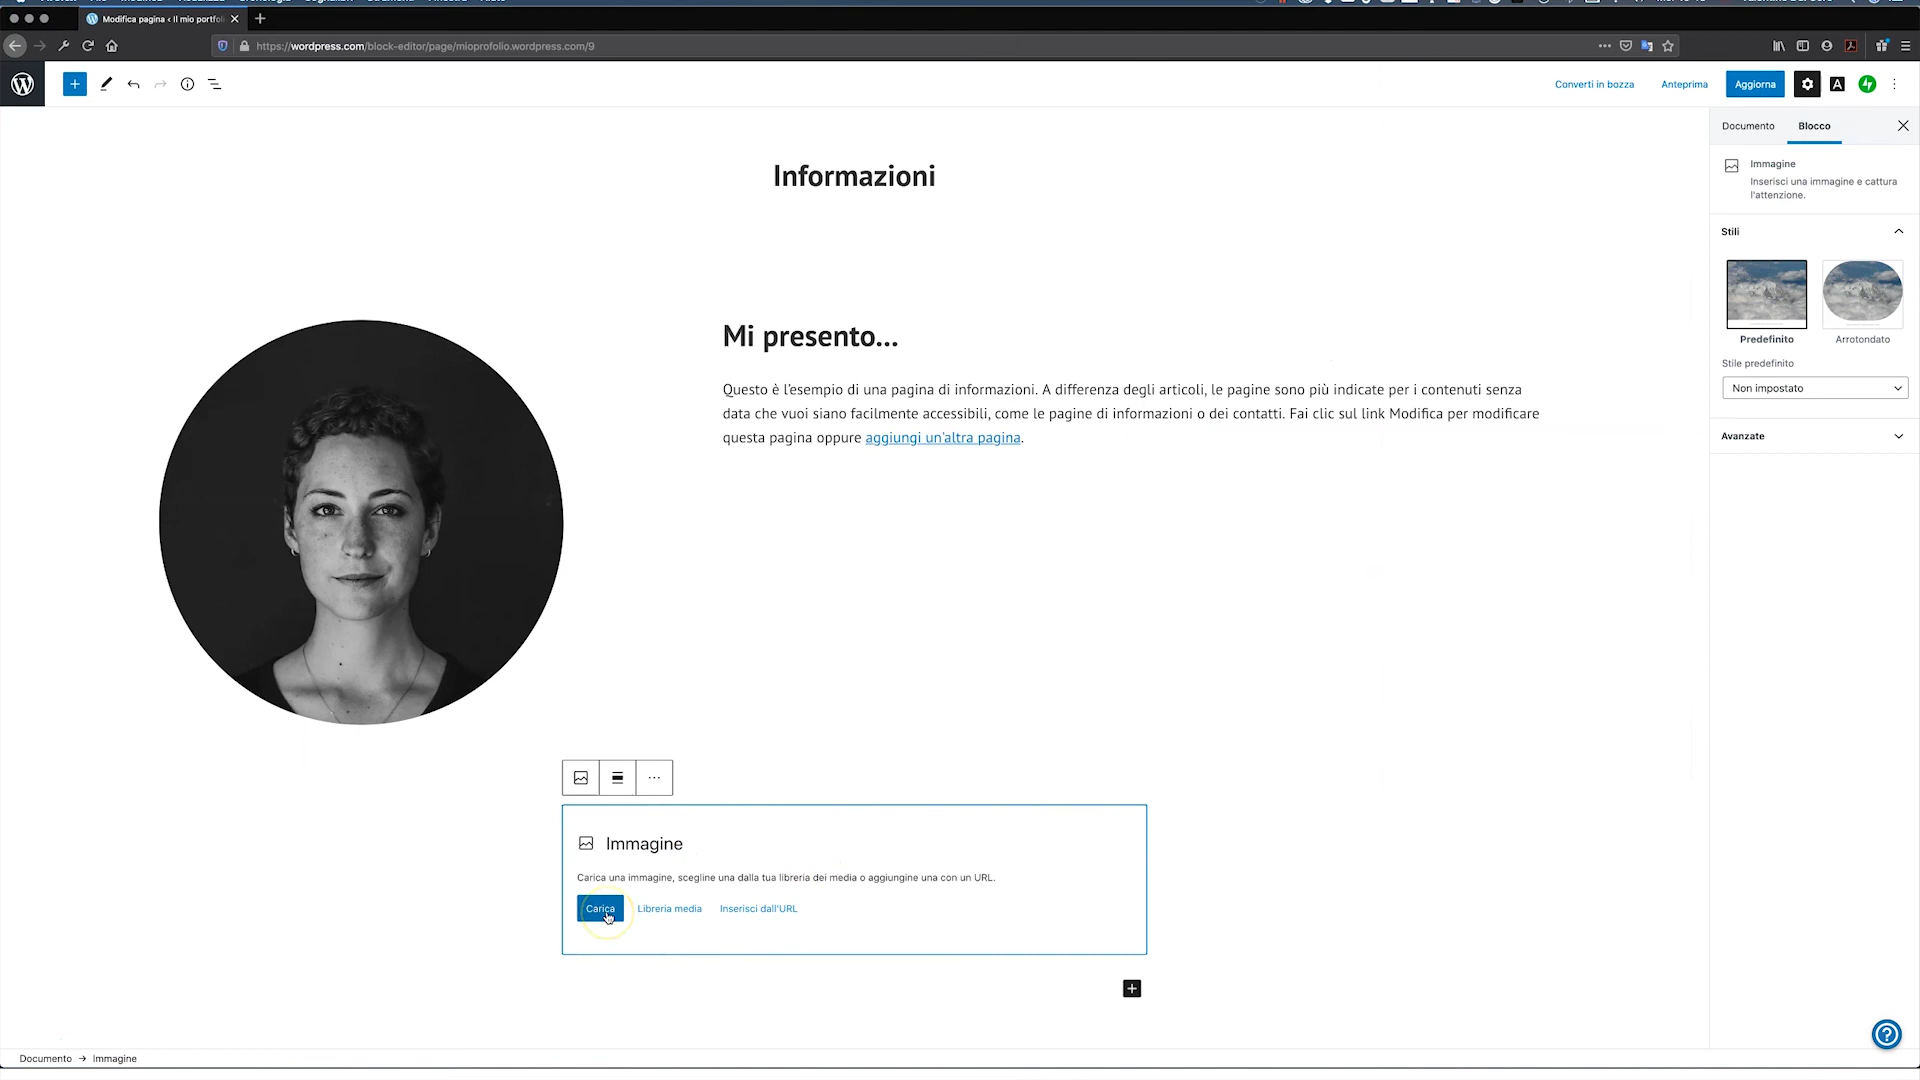 Modifica pagina ‹ Il mio portfoli
https://wordpress.com/block-editor/page/mioprofolio.wordpress.com/9
Converti in bozza
Anteprima
Aggiorna
Documento
Blocco
Immagine
Inserisci una immagine e cattura
l'attenzione.
Stili
Predefinito
Arrotondato
Stile predefinito
Non impostato
Avanzate
Informazioni
Mi presento...
Questo è l'esempio di una pagina di informazioni. A differenza degli articoli, le pagine sono più indicate per i contenuti senza
data che vuoi siano facilmente accessibili, come le pagine di informazioni o dei contatti. Fai clic sul link Modifica per modificare
questa pagina oppure aggiungi un'altra pagina.
Immagine
Carica una immagine, scegline una dalla tua libreria dei media o aggiungine una con un URL.
Carica
Libreria media
Inserisci dall'URL
Documento → Immagine